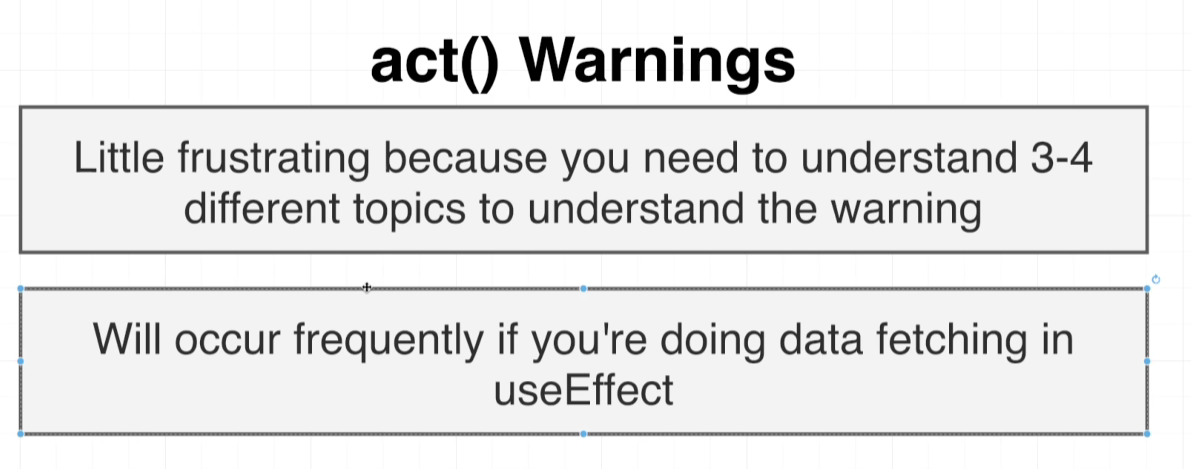 act() Warnings
Little frustrating because you need to understand 3-4
different topics to understand the warning
Will occur frequently if you're doing data fetching in
useEffect